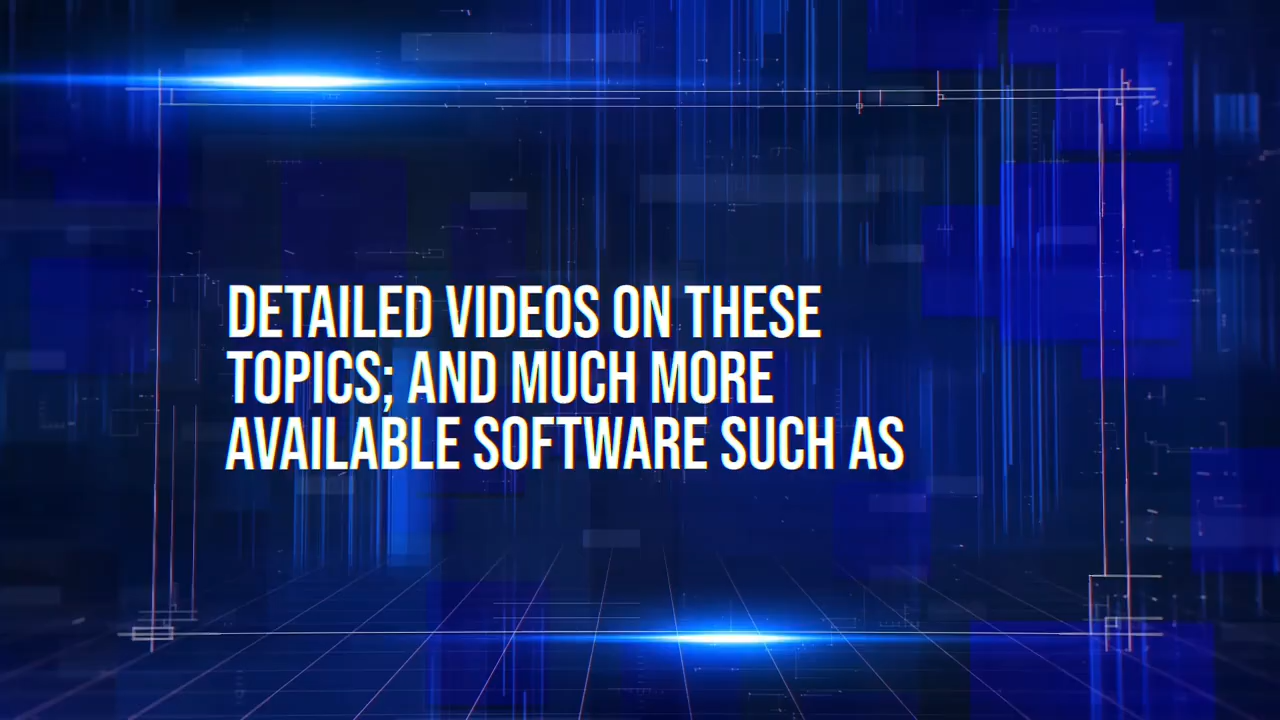 DETAILED VIDEOS ON THESE
TOPICS; AND MUCH MORE
AVAILABLE SOFTWARE SUCH AS